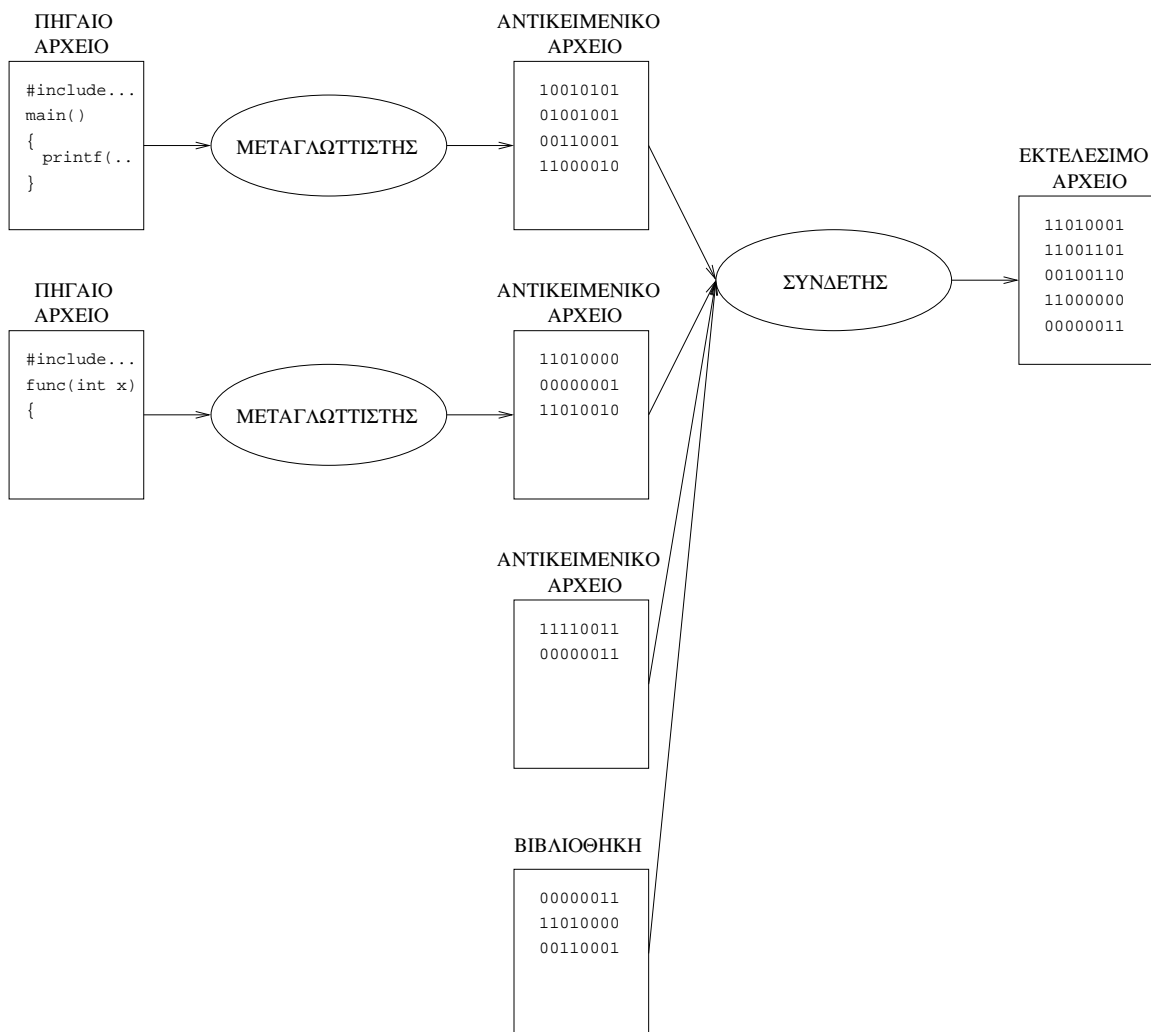 ΠΗΓΑΙΟ
ΑΡΧΕΙΟ
#include...
main()
{
printf(..
}
ΜΕΤΑΓΛΩΤΤΙΣΤΗΣ
ΑΝΤΙΚΕΙΜΕΝΙΚΟ
ΑΡΧΕΙΟ
10010101
01001001
00110001
11000010
ΠΗΓΑΙΟ
ΑΡΧΕΙΟ
#include...
func(int x)
{
ΜΕΤΑΓΛΩΤΤΙΣΤΗΣ
ΑΝΤΙΚΕΙΜΕΝΙΚΟ
ΑΡΧΕΙΟ
11010000
00000001
11010010
ΑΝΤΙΚΕΙΜΕΝΙΚΟ
ΑΡΧΕΙΟ
11110011
00000011
ΒΙΒΛΙΟΘΗΚΗ
00000011
11010000
00110001
ΣΥΝΔΕΤΗΣ
ΕΚΤΕΛΕΣΙΜΟ
ΑΡΧΕΙΟ
11010001
11001101
00100110
11000000
00000011